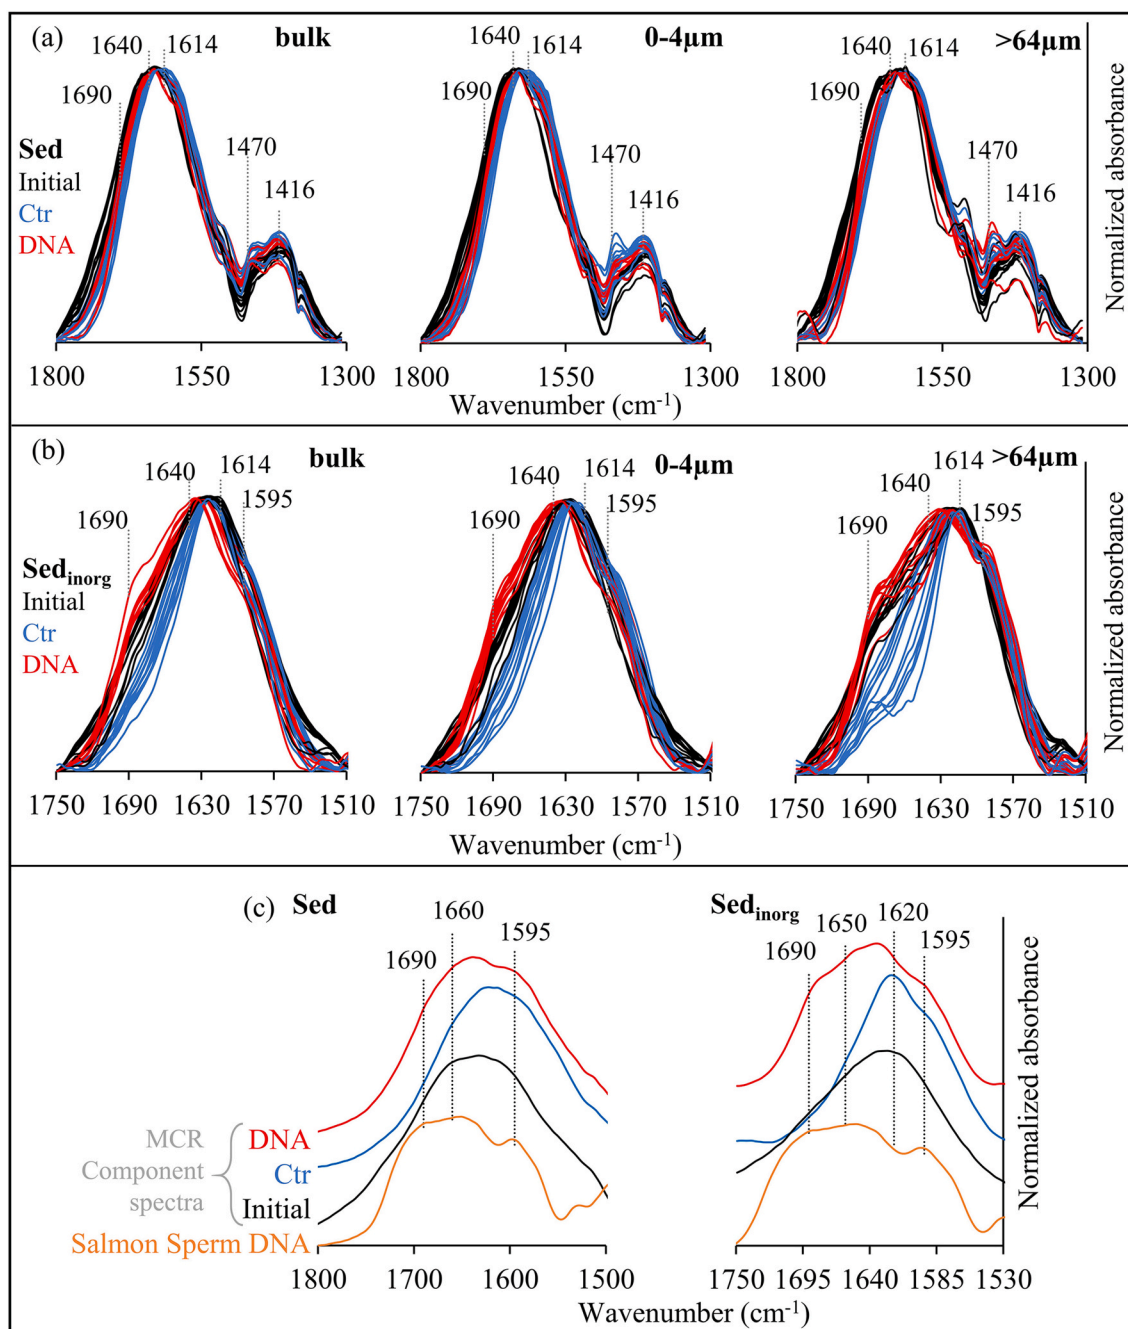 (a)
1640
1614
bulk
1690
Sed
Initial
Ctr
DNA
1470
1416
1800
1550
1300
1640
1614
0-4µm
1690
1470
1416
1800
1550
1300
1640
1614
>64µm
1690
1470
1416
1800
1550
1300
Normalized absorbance
Wavenumber (cm-1)
(b)
bulk
1640
1614
1595
1690
Sedinorg
Initial
Ctr
DNA
1750
1690
1630
1570
1510
0-4µm
1640
1614
1595
1690
1750
1690
1630
1570
1510
1614
>64µm
1640
1595
1690
1750
1690
1630
1570
1510
Normalized absorbance
Wavenumber (cm-1)
(c)
Sed
1660
1595
1690
MCR
Component
spectra
DNA
Ctr
Initial
Salmon Sperm DNA
1800
1700
1600
1500
Sedinorg
1650
1620
1690
1595
1750
1695
1640
1585
1530
Normalized absorbance
Wavenumber (cm-1)